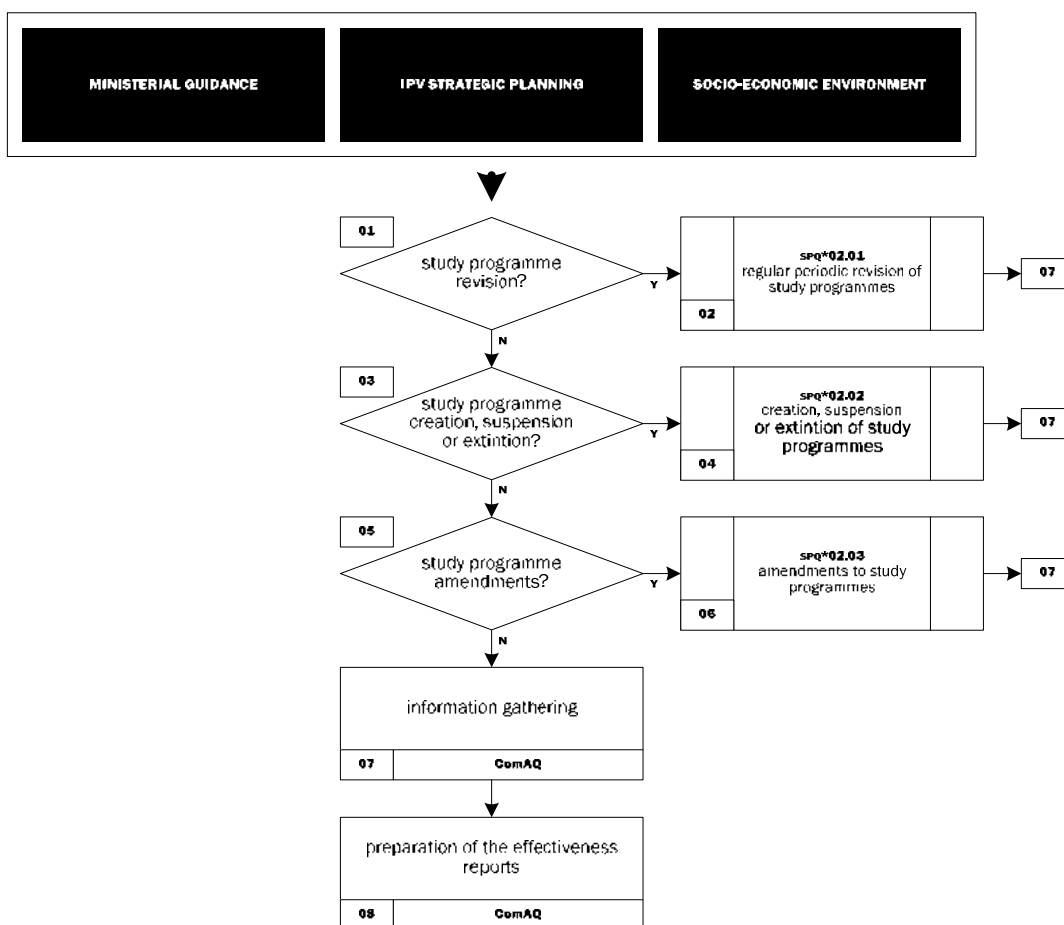 MINISTERIAL GUIDANCE
IPV STRATEGIC PLANNING
SOCIO-ECONOMIC ENVIRONMENT
01
study programme
revision?
Y
SPQ*02.01
regular periodic revision of
study programmes
02
07
N
03
study programme
creation, suspension
or extintion?
Y
SPQ*02.02
creation, suspension
or extintion of study
programmes
04
07
N
05
study programme
amendments?
Y
SPQ*02.03
amendments to study
programmes
06
07
N
information gathering
07
ComAQ
preparation of the effectiveness
reports
08
ComAQ